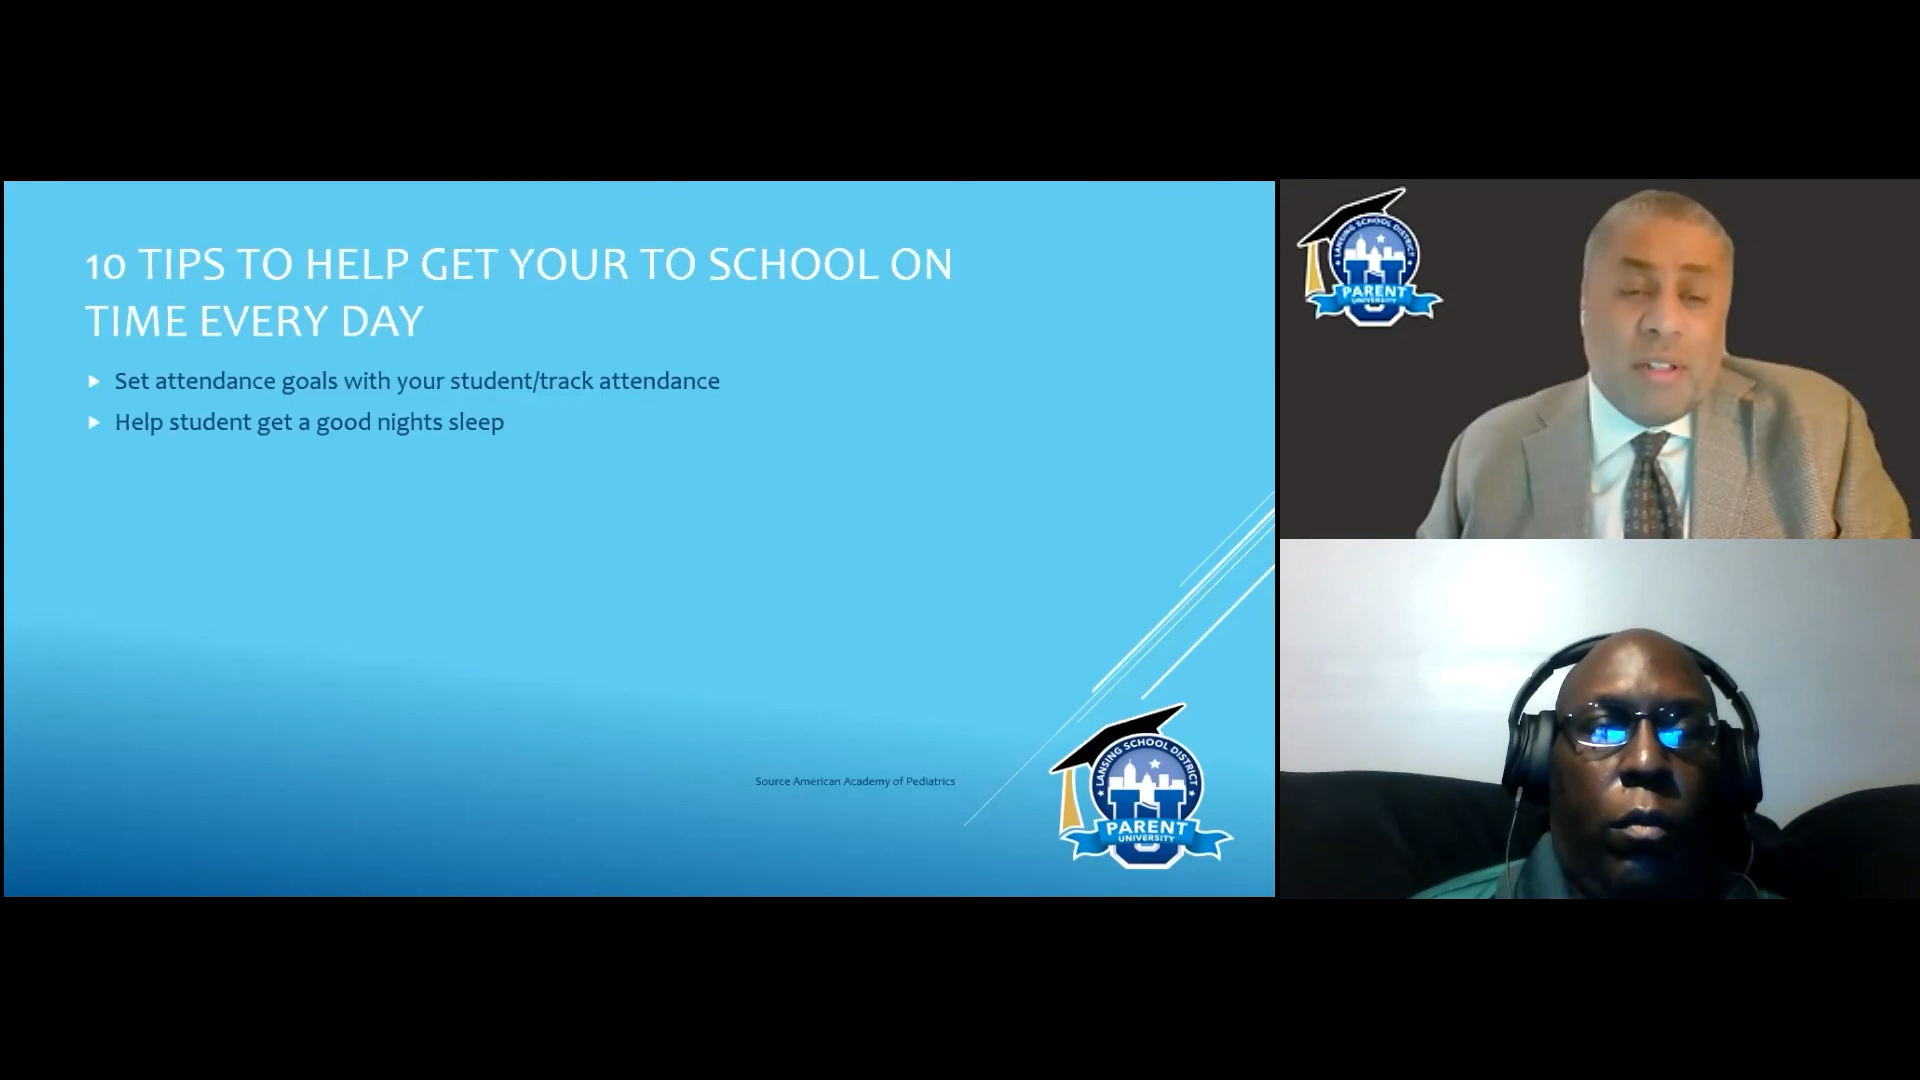 10 TIPS TO HELP GET YOUR TO SCHOOL ON
TIME EVERY DAY
Set attendance goals with your student/track attendance
Help student get a good nights sleep
Source American Academy of Pediatrics
LANSING SCHOOL DISTRICT
U
PARENT
UNIVERSITY
LANSING SCHOOL DISTRICT
U
PARENT
UNIVERSITY